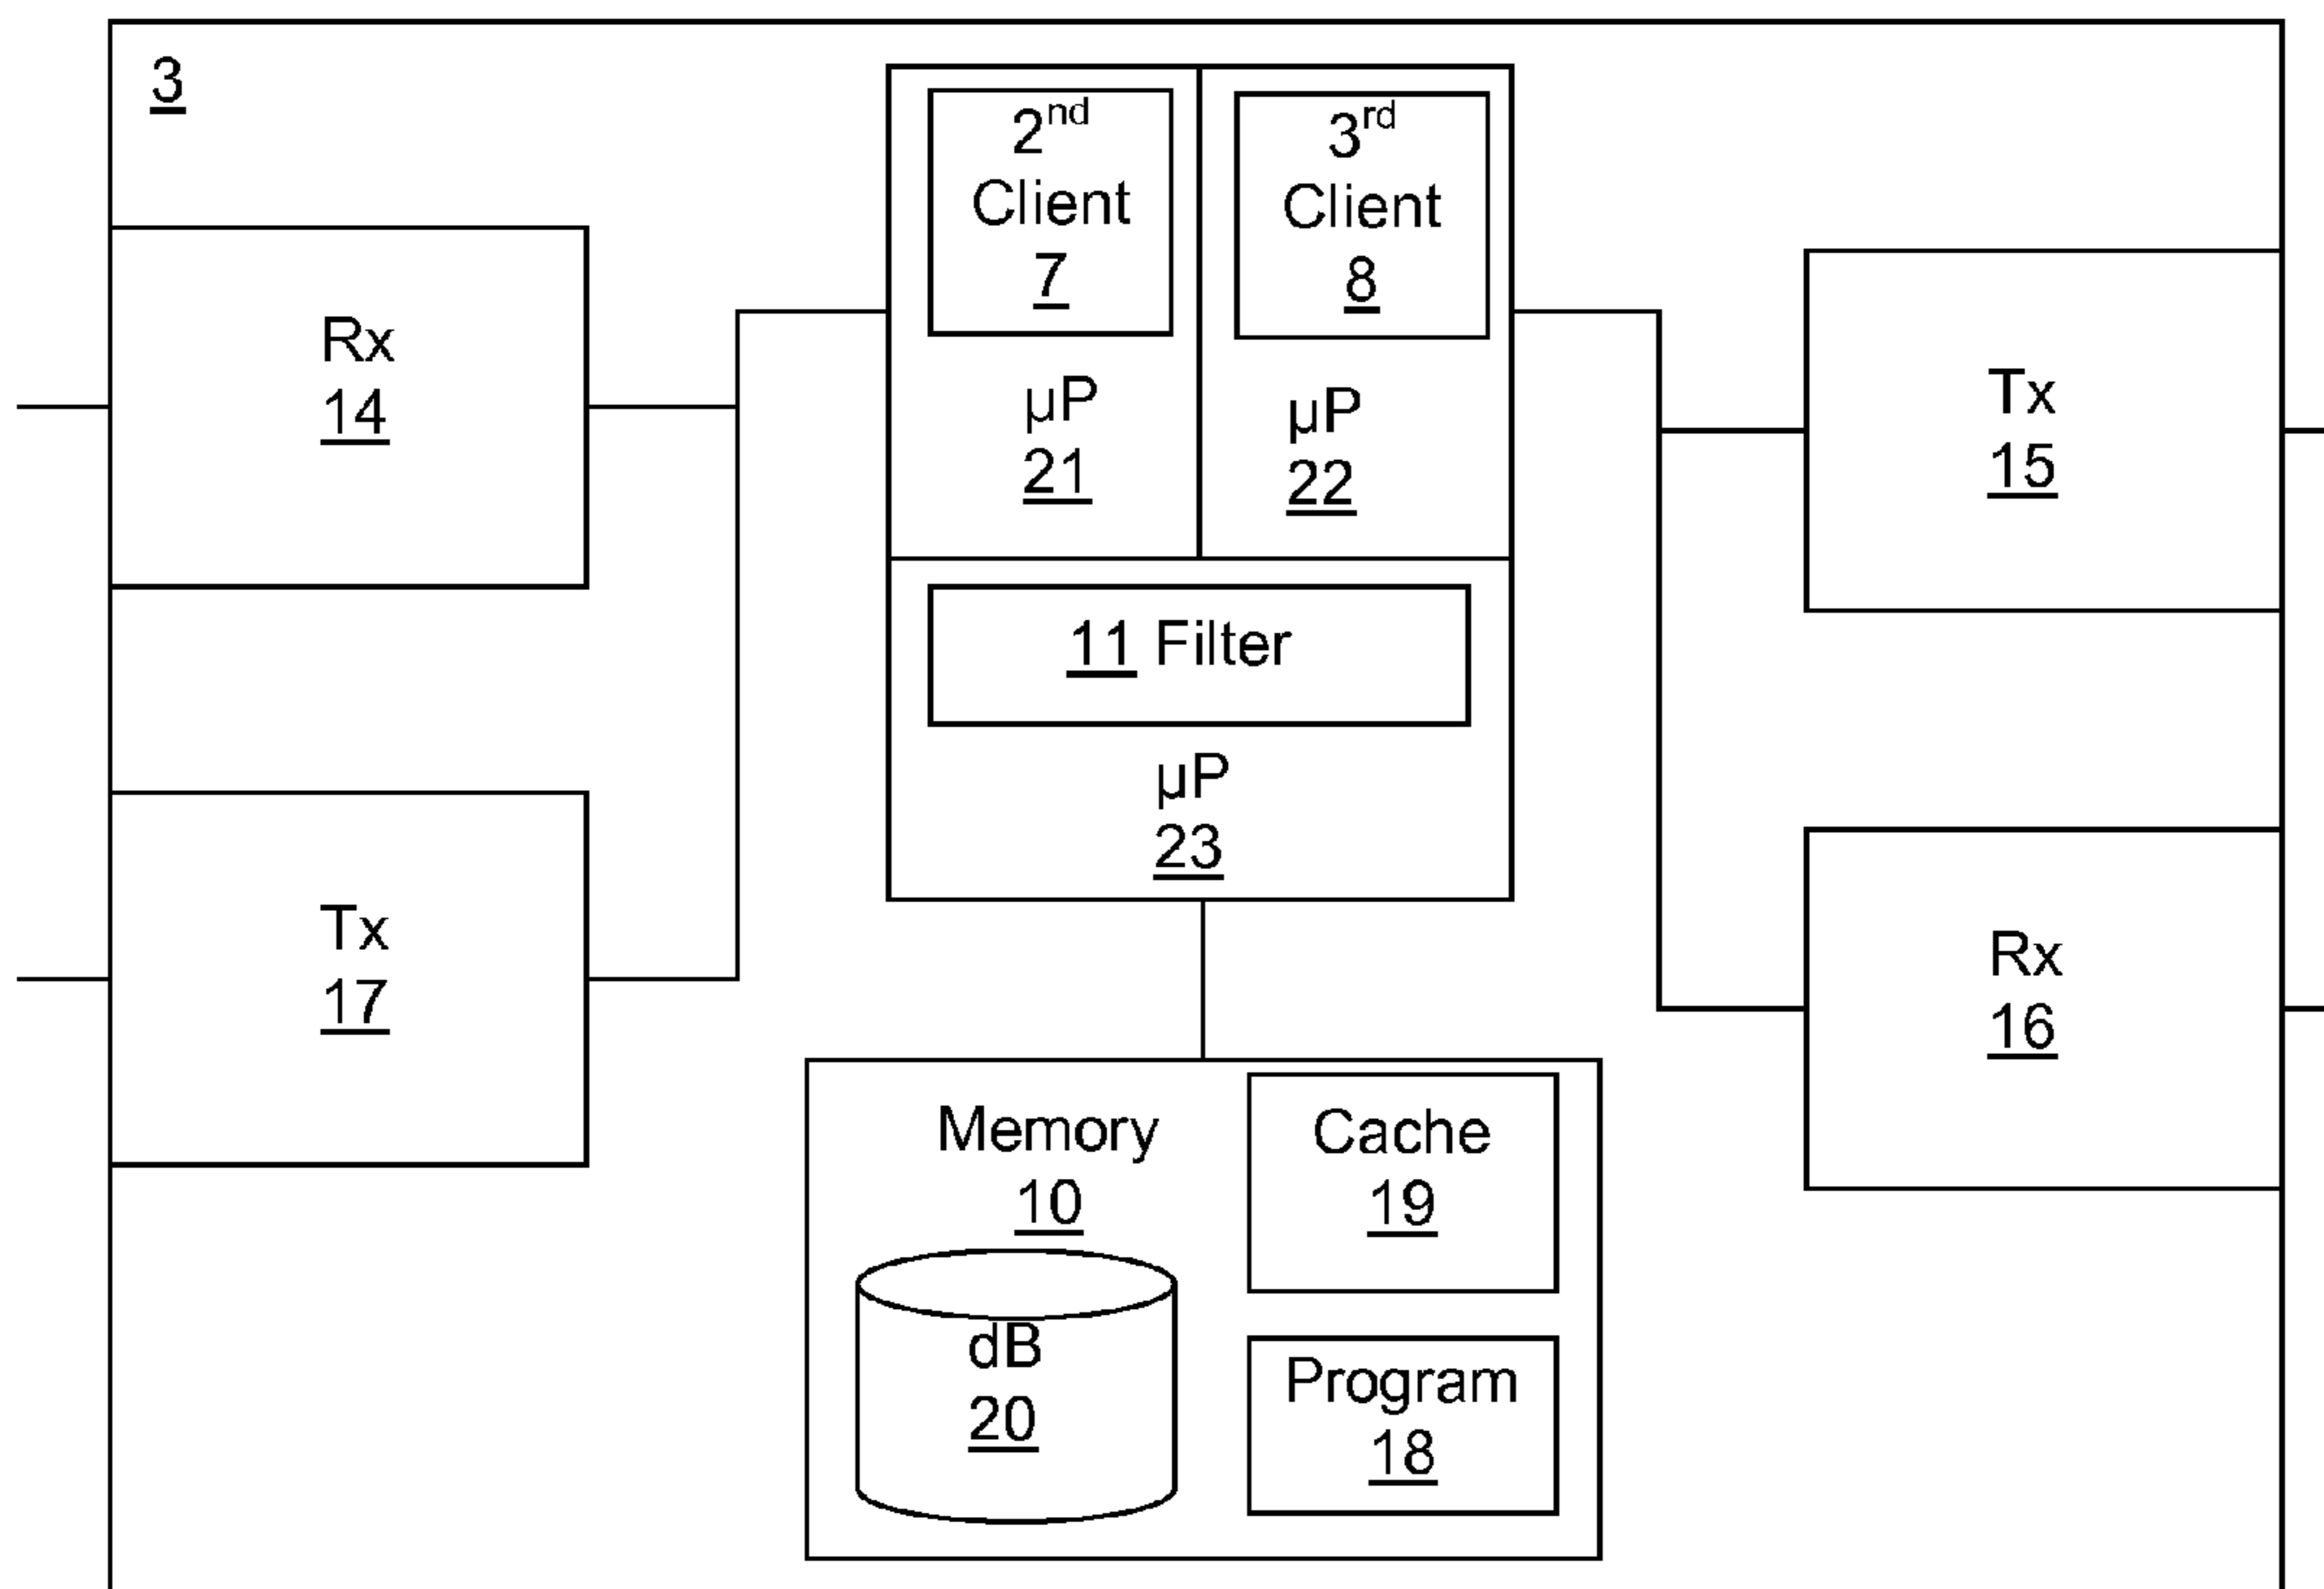 3
Rx
14
Tx
17
2nd
Client
7
µP
21
3rd
Client
8
µP
22
11 Filter
µP
23
Tx
15
Rx
16
Memory
10
dB
20
Cache
19
Program
18